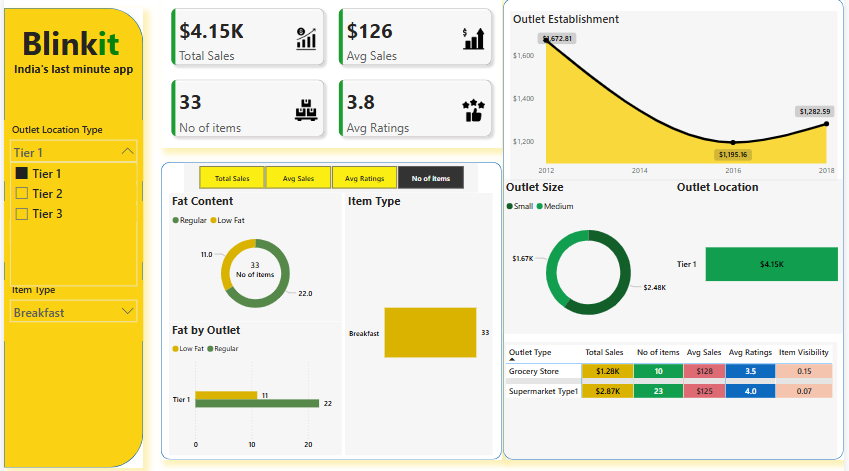 Blinkit
India's last minute app
Outlet Location Type
Tier 1
Tier 1
Tier 2
Tier 3
Item Type
Breakfast
$4.15K
Total Sales
$126
Avg Sales
33
No of items
3.8
Avg Ratings
Total Sales
Avg Sales
Avg Ratings
No of Items
Fat Content
Regular Low Fat
11.0
33
No of items
22.0
Fat by Outlet
Low Fat Regular
Tier 1
11
22
0 10 20
Item Type
Breakfast
33
Outlet Establishment
$1,672.81
$1,600
$1,400
$1,200
$1,282.59
$1,195.16
2012 2014 2016 2018
Outlet Size
Small Medium
$1.67K
$2.48K
Outlet Location
Tier 1
$4.15K
Outlet Type Total Sales No of items Avg Sales Avg Ratings Item Visibility
Grocery Store $1.28K 10 $128 3.5 0.15
Supermarket Type1 $2.87K 23 $125 4.0 0.07